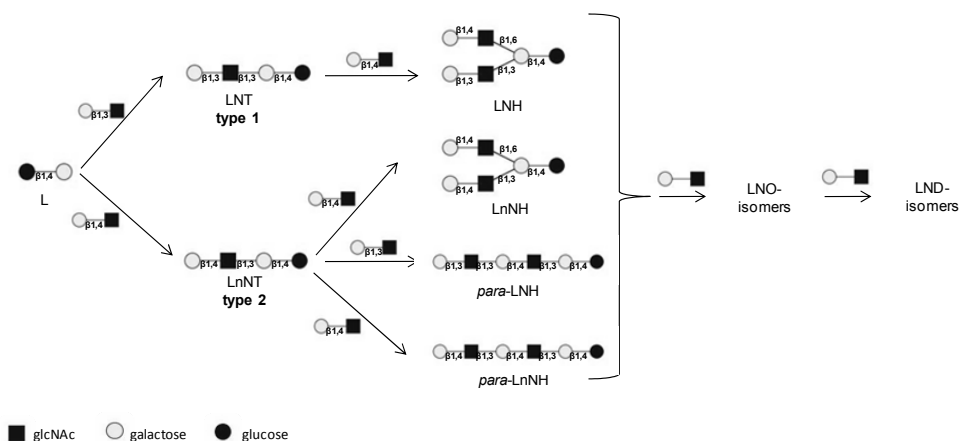 β1,4
β1,6
β1,3
β1,4
β1,3
LNH
β1,4
β1,3
β1,3
β1,4
LNT
type 1
β1,3
β1,4
L
β1,4
β1,4
β1,6
β1,3
β1,4
β1,4
LnNH
β1,4
LNO-
isomers
LND-
isomers
β1,4
β1,3
β1,4
LnNT
type 2
β1,3
β1,3
β1,3
β1,4
β1,3
β1,4
para-LNH
β1,4
β1,4
β1,3
β1,4
β1,3
β1,4
para-LnNH
glcNAc galactose glucose